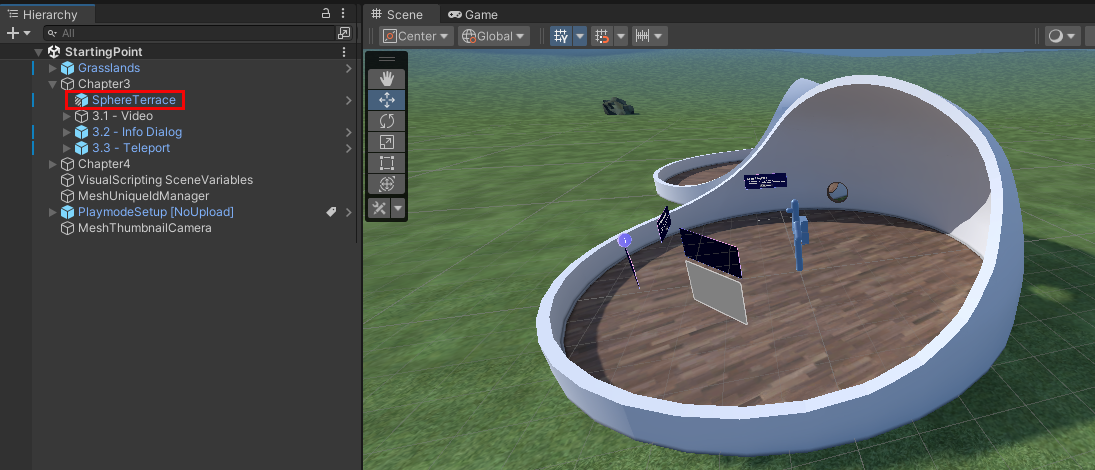 Hierarchy
All
StartingPoint
Grasslands
Chapter3
SphereTerrace
3.1 - Video
3.2 - Info Dialog
3.3 - Teleport
Chapter4
VisualScripting SceneVariables
MeshUniqueIdManager
PlaymodeSetup [NoUpload]
MeshThumbnailCamera
Scene Game
Center Global